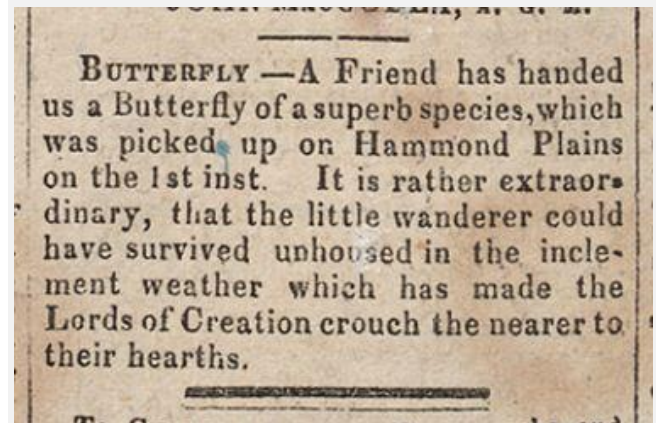 BUTTERFLY —A Friend has handed
us a Butterfly of a superb species, which
was picked up on Hammond Plains
on the 1st inst. It is rather extraor-
dinary, that the little wanderer could
have survived unhoused in the incle-
ment weather which has made the
Lords of Creation crouch the nearer to
their hearths.